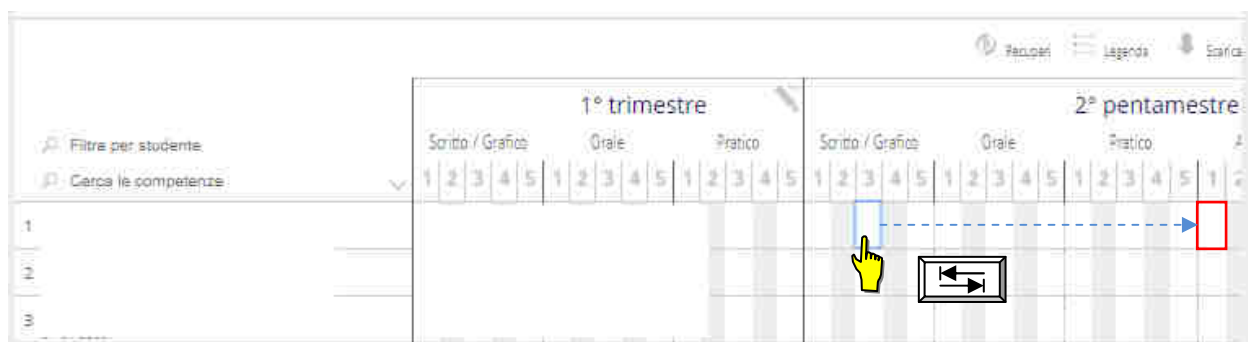 Recuperi Legenda Scarica
1° trimestre 2° pentamestre
Filtra per studente Scritto / Grafico Orale Pratico Scritto / Grafico Orale Pratico
Cerca le competenze 1 2 3 4 5 1 2 3 4 5 1 2 3 4 5 1 2 3 4 5 1 2 3 4 5 1 2 3 4 5 1 2
1
2
3